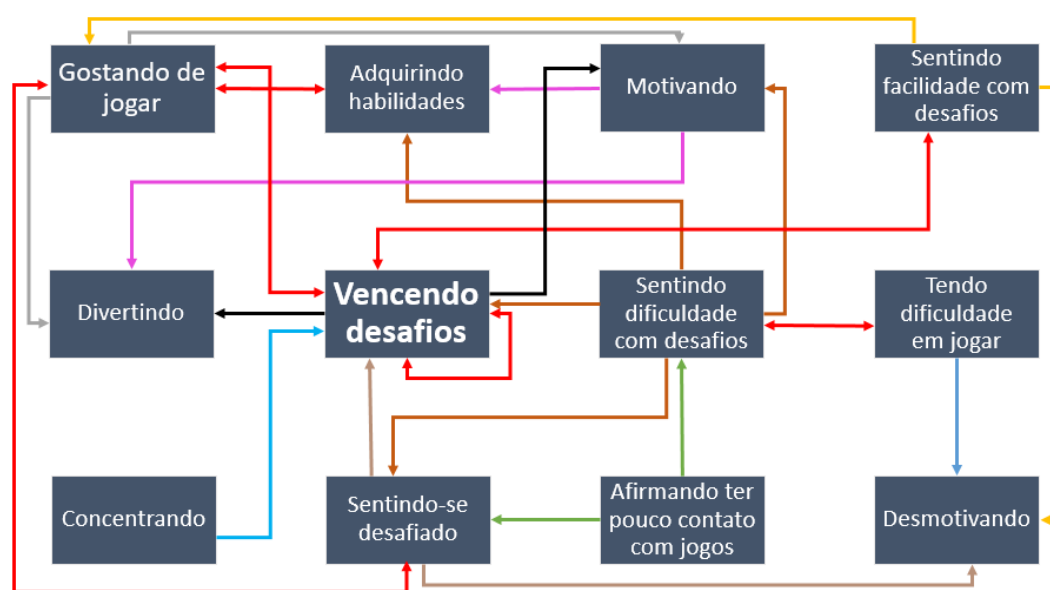 Gostando de
jogar
Adquirindo
habilidades
Motivando
Sentindo
facilidade com
desafios
Divertindo
Vencendo
desafios
Sentindo
dificuldade
com desafios
Tendo
dificuldade
em jogar
Concentrando
Sentindo-se
desafiado
Afirmando ter
pouco contato
com jogos
Desmotivando